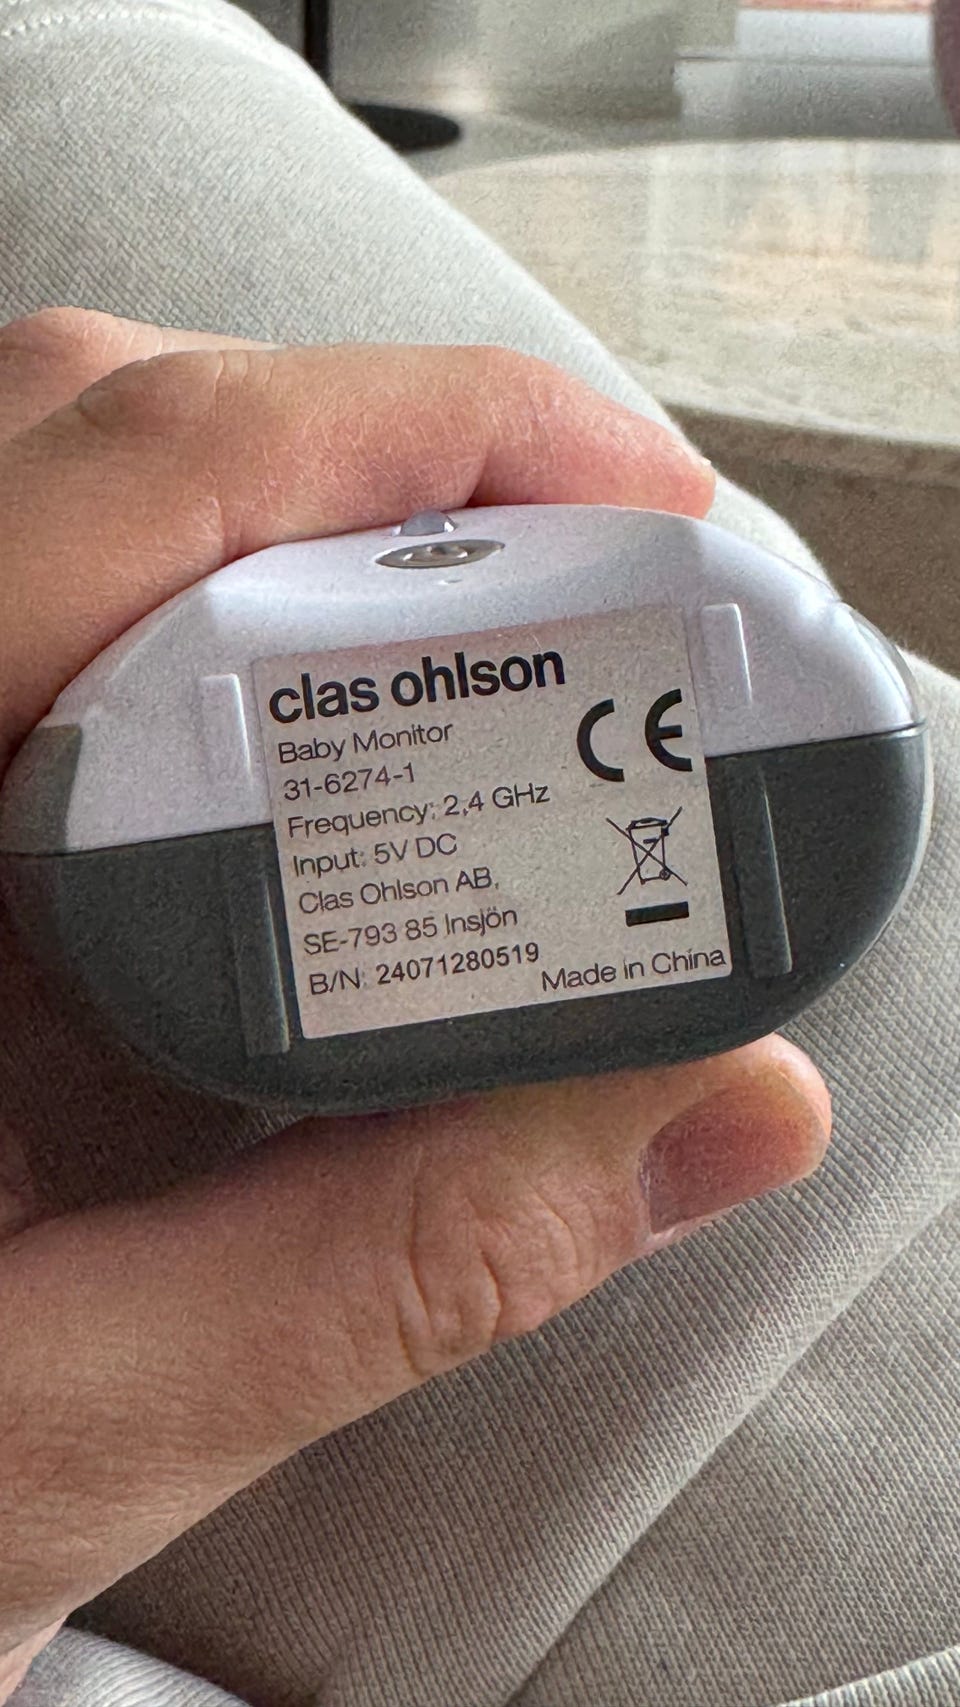 clas ohlson
Baby Monitor
31-6274-1
Frequency: 2,4 GHz
Input: 5V DC
Clas Ohlson AB,
SE-793 85 Insjön
B/N: 24071280519
CE
Made in China